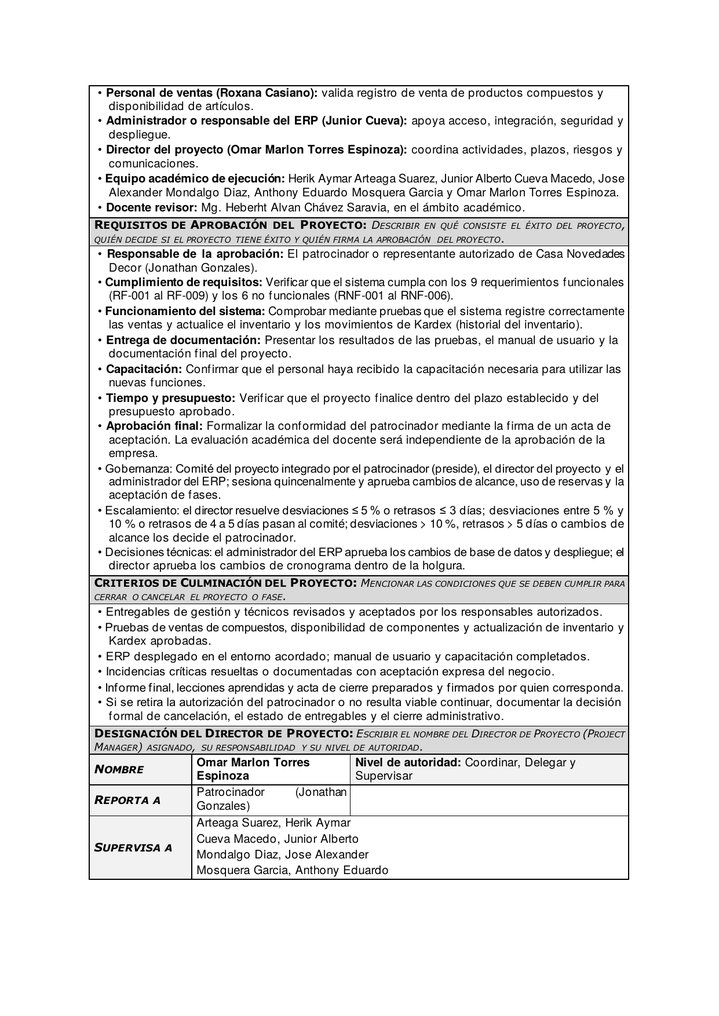 • Personal de ventas (Roxana Casiano): valida registro de venta de productos compuestos y
disponibilidad de artículos.
• Administrador o responsable del ERP (Junior Cueva): apoya acceso, integración, seguridad y
despliegue.
• Director del proyecto (Omar Marlon Torres Espinoza): coordina actividades, plazos, riesgos y
comunicaciones.
• Equipo académico de ejecución: Herik Aymar Arteaga Suarez, Junior Alberto Cueva Macedo, Jose
Alexander Mondalgo Diaz, Anthony Eduardo Mosquera Garcia y Omar Marlon Torres Espinoza.
• Docente revisor: Mg. Heberht Alvan Chávez Saravia, en el ámbito académico.
REQUISITOS DE APROBACIÓN DEL PROYECTO: DESCRIBIR EN QUÉ CONSISTE EL ÉXITO DEL PROYECTO,
QUIÉN DECIDE SI EL PROYECTO TIENE ÉXITO Y QUIÉN FIRMA LA APROBACIÓN DEL PROYECTO.
• Responsable de la aprobación: El patrocinador o representante autorizado de Casa Novedades
Decor (Jonathan Gonzales).
• Cumplimiento de requisitos: Verificar que el sistema cumpla con los 9 requerimientos funcionales
(RF-001 al RF-009) y los 6 no funcionales (RNF-001 al RNF-006).
• Funcionamiento del sistema: Comprobar mediante pruebas que el sistema registre correctamente
las ventas y actualice el inventario y los movimientos de Kardex (historial del inventario).
• Entrega de documentación: Presentar los resultados de las pruebas, el manual de usuario y la
documentación final del proyecto.
• Capacitación: Confirmar que el personal haya recibido la capacitación necesaria para utilizar las
nuevas funciones.
• Tiempo y presupuesto: Verificar que el proyecto finalice dentro del plazo establecido y del
presupuesto aprobado.
• Aprobación final: Formalizar la conformidad del patrocinador mediante la firma de un acta de
aceptación. La evaluación académica del docente será independiente de la aprobación de la
empresa.
• Gobernanza: Comité del proyecto integrado por el patrocinador (preside), el director del proyecto y el
administrador del ERP; sesiona quincenalmente y aprueba cambios de alcance, uso de reservas y la
aceptación de fases.
• Escalamiento: el director resuelve desviaciones ≤ 5 % o retrasos ≤ 3 días; desviaciones entre 5 % y
10 % o retrasos de 4 a 5 días pasan al comité; desviaciones > 10 %, retrasos > 5 días o cambios de
alcance los decide el patrocinador.
• Decisiones técnicas: el administrador del ERP aprueba los cambios de base de datos y despliegue; el
director aprueba los cambios de cronograma dentro de la holgura.
CRITERIOS DE CULMINACIÓN DEL PROYECTO: MENCIONAR LAS CONDICIONES QUE SE DEBEN CUMPLIR PARA
CERRAR O CANCELAR EL PROYECTO O FASE.
• Entregables de gestión y técnicos revisados y aceptados por los responsables autorizados.
• Pruebas de ventas de compuestos, disponibilidad de componentes y actualización de inventario y
Kardex aprobadas.
• ERP desplegado en el entorno acordado; manual de usuario y capacitación completados.
• Incidencias críticas resueltas o documentadas con aceptación expresa del negocio.
• Informe final, lecciones aprendidas y acta de cierre preparados y firmados por quien corresponda.
• Si se retira la autorización del patrocinador o no resulta viable continuar, documentar la decisión
formal de cancelación, el estado de entregables y el cierre administrativo.
DESIGNACIÓN DEL DIRECTOR DE PROYECTO: ESCRIBIR EL NOMBRE DEL DIRECTOR DE PROYECTO (PROJECT
MANAGER) ASIGNADO, SU RESPONSABILIDAD Y SU NIVEL DE AUTORIDAD.
NOMBRE
Omar Marlon Torres
Espinoza
Nivel de autoridad: Coordinar, Delegar y
Supervisar
REPORTA A
Patrocinador (Jonathan
Gonzales)
SUPERVISA A
Arteaga Suarez, Herik Aymar
Cueva Macedo, Junior Alberto
Mondalgo Diaz, Jose Alexander
Mosquera Garcia, Anthony Eduardo